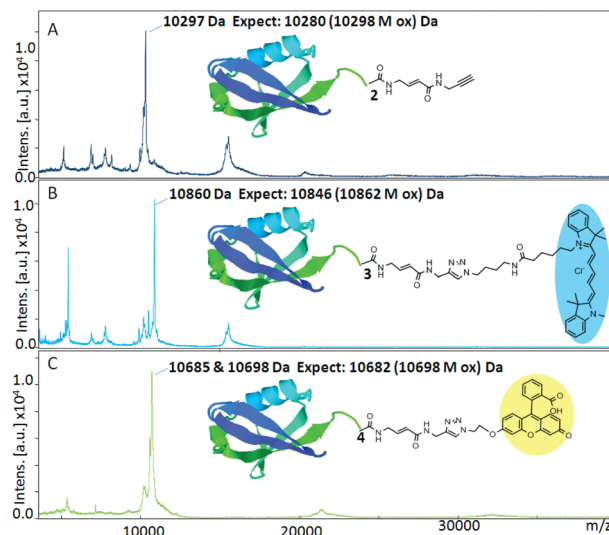 A
10297 Da Expect: 10280 (10298 M ox) Da
Intens. [a.u.] x10⁴
1.0
0.0
O
N
H
O
H
N
2
B
10860 Da Expect: 10846 (10862 M ox) Da
Intens. [a.u.] x10⁴
1.0
0.0
O
N
H
O
H
N
N=N
N
3
H
N
O
N
Cl⁻
N
C
10685 & 10698 Da Expect: 10682 (10698 M ox) Da
Intens. [a.u.] x10⁴
1.0
0.0
O
N
H
O
H
N
N=N
N
4
O
O
OH
O
O
10000 20000 30000 m/z